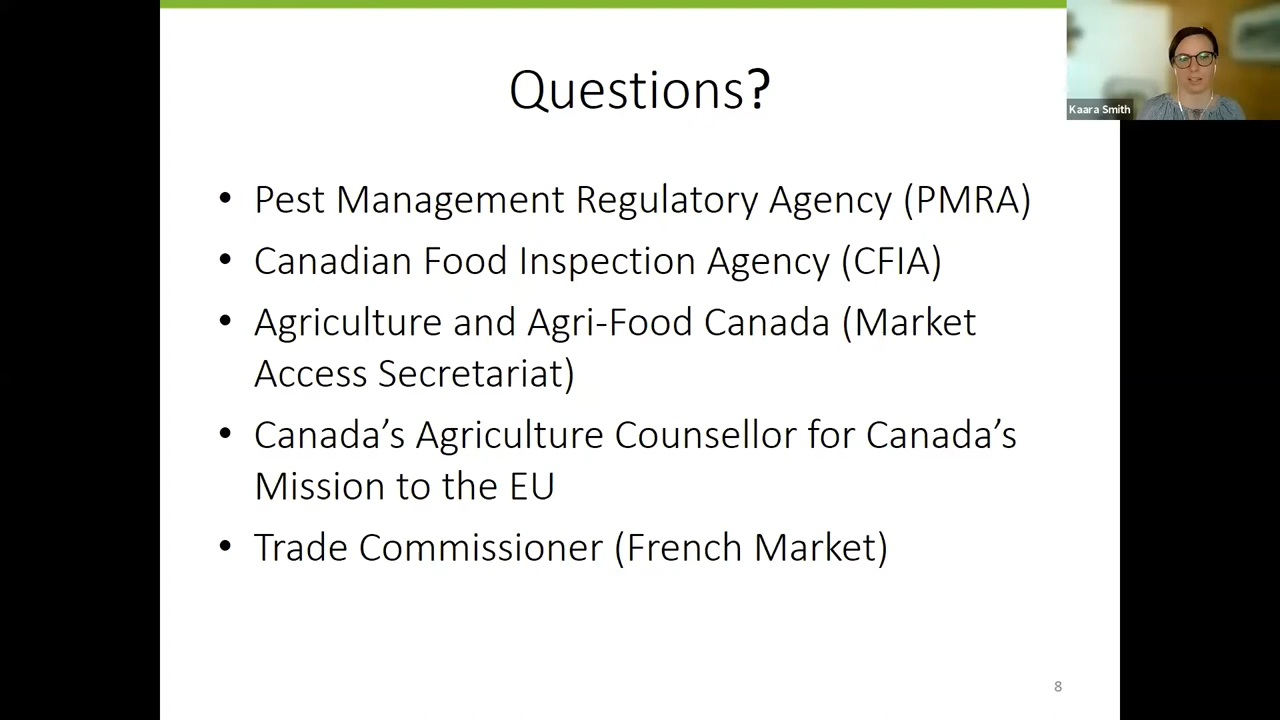 Questions?
Kaara Smith
• Pest Management Regulatory Agency (PMRA)
• Canadian Food Inspection Agency (CFIA)
• Agriculture and Agri-Food Canada (Market
Access Secretariat)
• Canada’s Agriculture Counsellor for Canada’s
Mission to the EU
• Trade Commissioner (French Market)
8